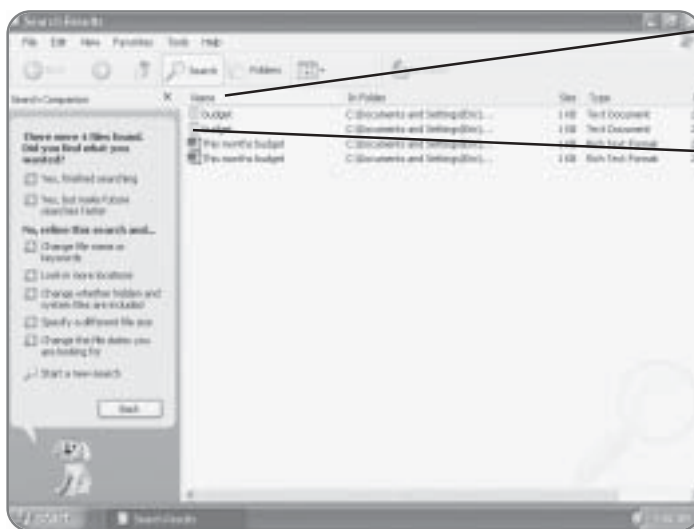 Search Results
File Edit View Favorites Tools Help
Search Folders
Search Companion
Name In Folder Size Type
There were 4 files found.
Did you find what you
wanted?
Yes, finished searching
Yes, but make future
searches faster
No, refine this search and...
Change file name or
keywords
Look in more locations
Change whether hidden and
system files are included
Specify a different file size
Change the file dates you
are looking for
Start a new search
Back
budget C:\Documents and Settings\Eric\... 1 KB Text Document
C:\Documents and Settings\Eric\... 1 KB Text Document
This months budget C:\Documents and Settings\Eric\... 1 KB Rich Text Format
This months budget C:\Documents and Settings\Eric\... 1 KB Rich Text Format
start Search Results